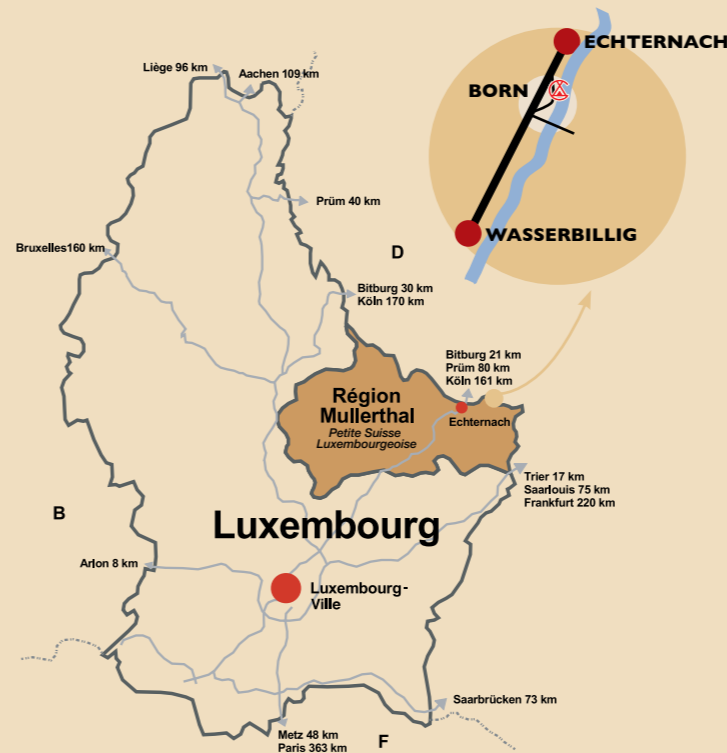 ECHTERNACH
BORN
WASSERBILLIG
Liège 96 km
Aachen 109 km
Prüm 40 km
Bruxelles160 km
D
Bitburg 30 km
Köln 170 km
Bitburg 21 km
Prüm 80 km
Köln 161 km
Région
Mullerthal
Petite Suisse
Luxembourgeoise
Echternach
Trier 17 km
Saarlouis 75 km
Frankfurt 220 km
B
Luxembourg
Arlon 8 km
Luxembourg-
Ville
Saarbrücken 73 km
Metz 48 km
Paris 363 km
F